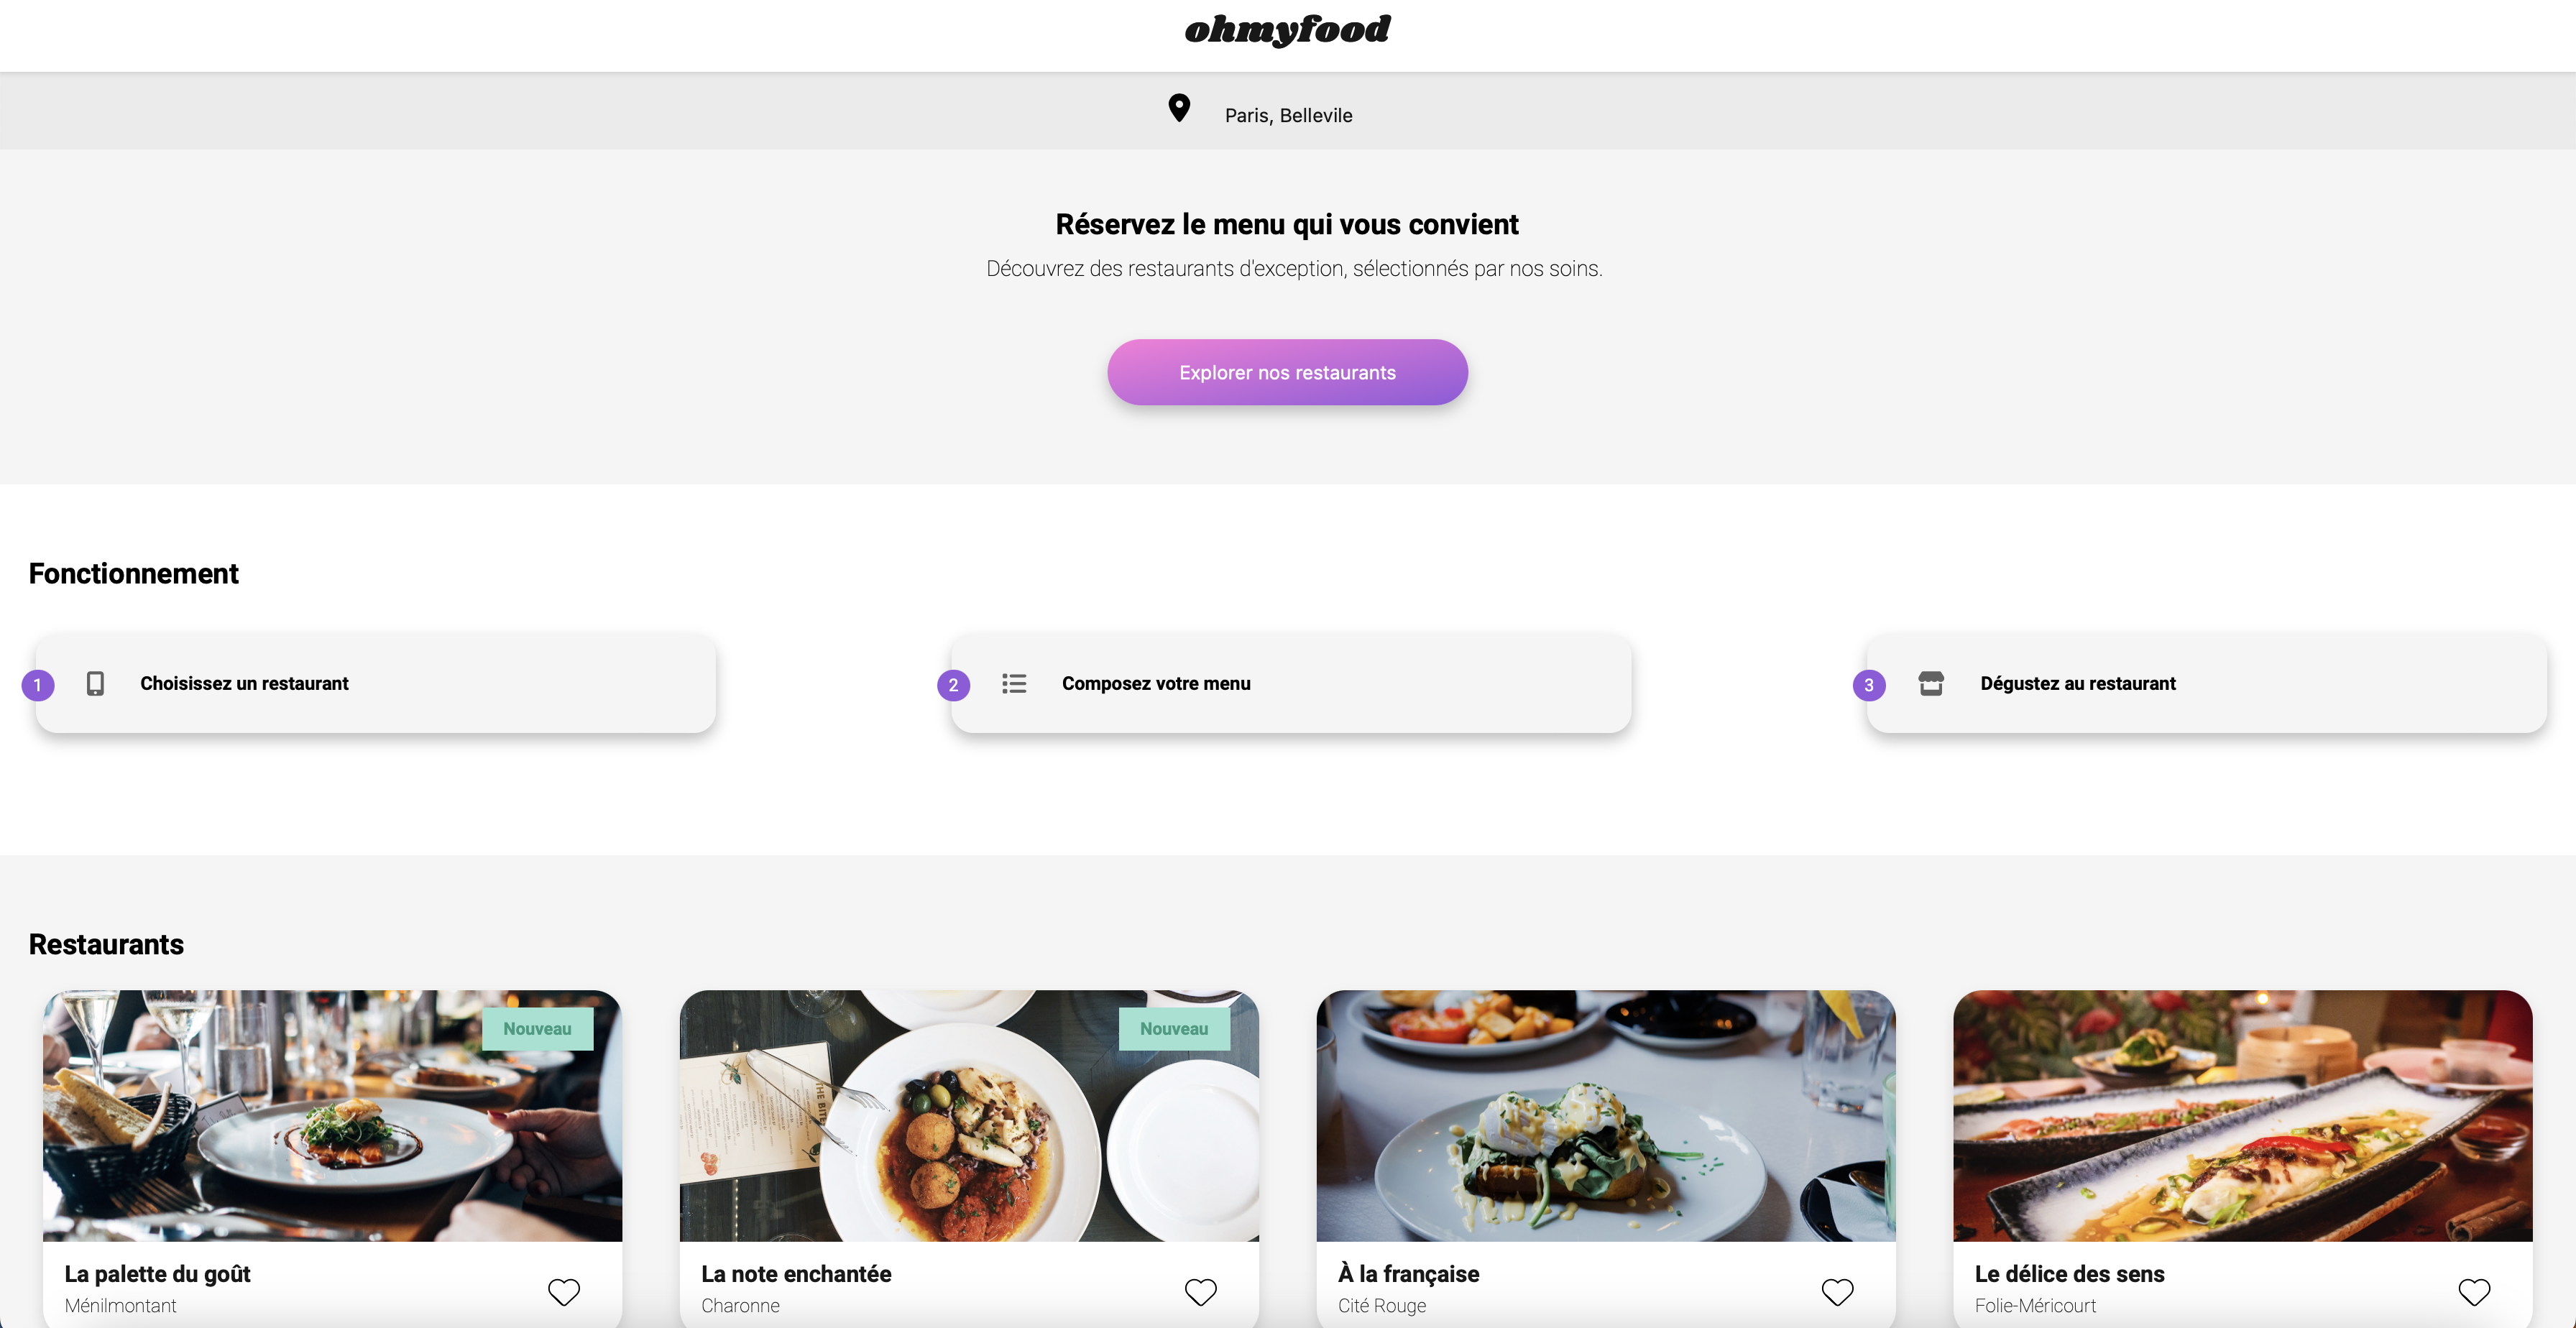 ohmyfood
Paris, Bellevile
Réservez le menu qui vous convient
Découvrez des restaurants d'exception, sélectionnés par nos soins.
Explorer nos restaurants
Fonctionnement
1 Choisissez un restaurant
2 Composez votre menu
3 Dégustez au restaurant
Restaurants
Nouveau
Nouveau
THE BITE
La palette du goût
Ménilmontant
La note enchantée
Charonne
À la française
Cité Rouge
Le délice des sens
Folie-Méricourt